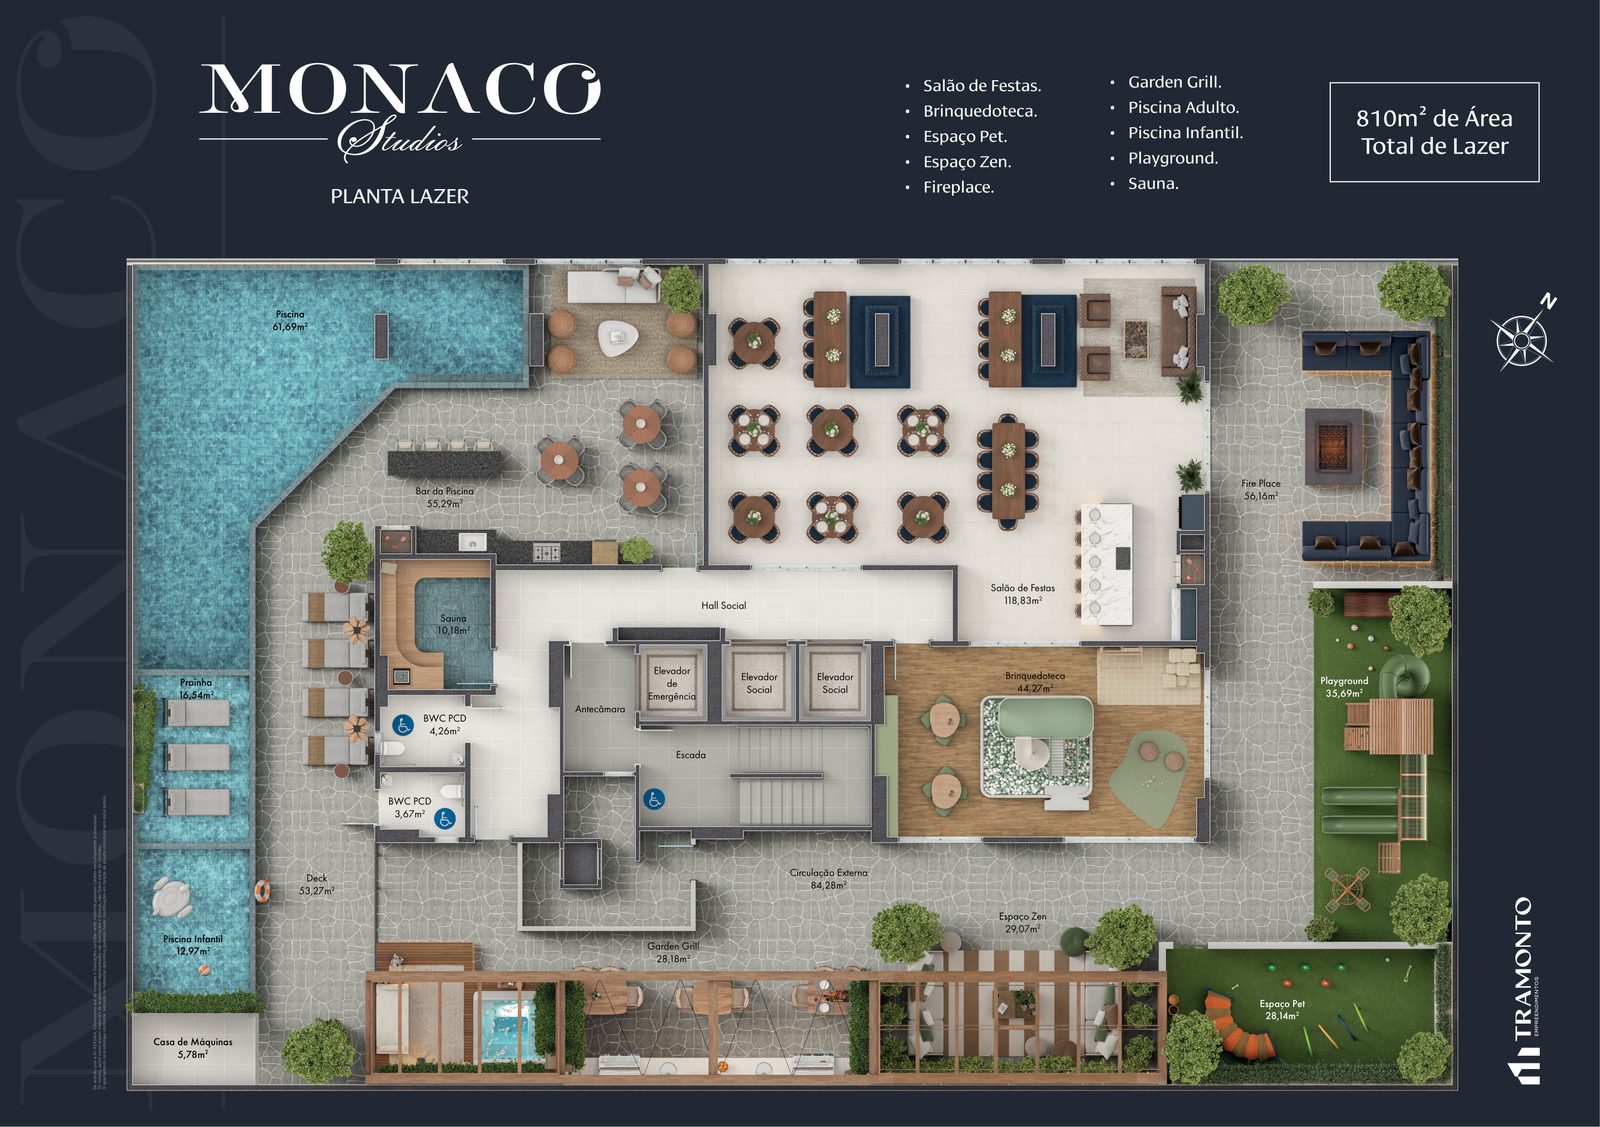 MONACO
Studios
PLANTA LAZER
• Salão de Festas.
• Brinquedoteca.
• Espaço Pet.
• Espaço Zen.
• Fireplace.
• Garden Grill.
• Piscina Adulto.
• Piscina Infantil.
• Playground.
• Sauna.
810m² de Área
Total de Lazer
MONACO
N
Piscina
61,69m²
Bar da Piscina
55,29m²
Fire Place
56,16m²
Salão de Festas
118,83m²
Hall Social
Sauna
10,18m²
Prainha
16,54m²
Elevador
de
Emergência
Elevador
Social
Elevador
Social
Brinquedoteca
44,27m²
Playground
35,69m²
Antecâmara
BWC PCD
4,26m²
Escada
BWC PCD
3,67m²
Deck
53,27m²
Circulação Externa
84,28m²
Espaço Zen
29,07m²
Piscina Infantil
12,97m²
Garden Grill
28,18m²
Espaço Pet
28,14m²
Casa de Máquinas
5,78m²
TRAMONTO
EMPREENDIMENTOS